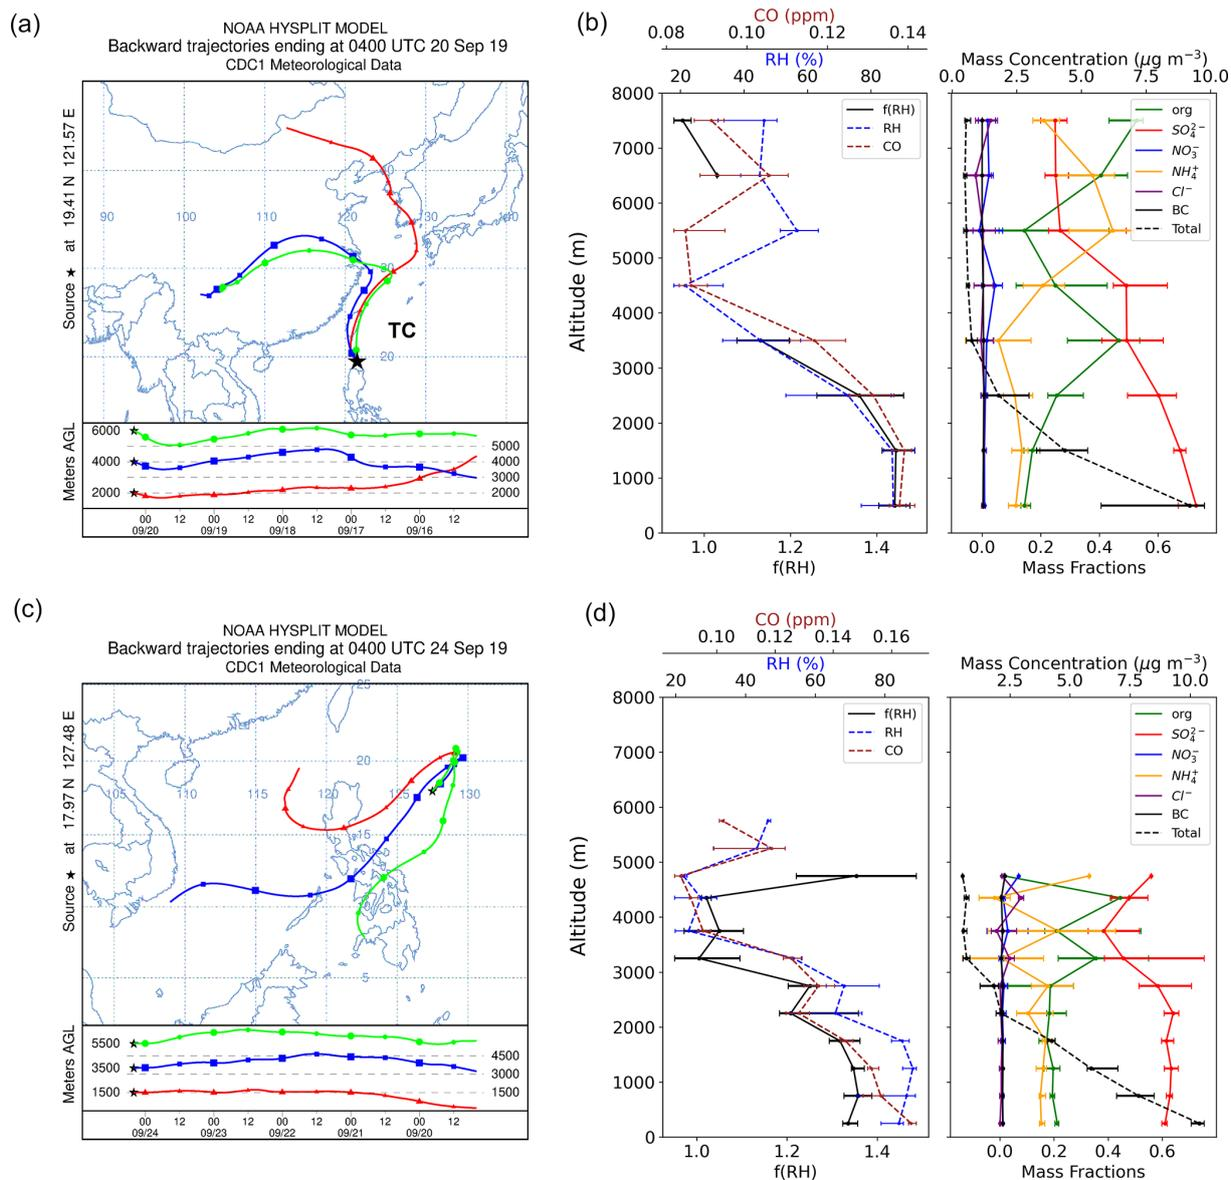 (a)
NOAA HYSPLIT MODEL
Backward trajectories ending at 0400 UTC 20 Sep 19
CDC1 Meteorological Data
Source ★ at 19.41 N 121.57 E
90 100 110 120 130 140
40
30
20
TC
Meters AGL
6000
4000
2000
5000
4000
3000
2000
00 12 00 12 00 12 00 12 00 12
09/20 09/19 09/18 09/17 09/16
(b)
CO (ppm)
0.08 0.10 0.12 0.14
RH (%)
20 40 60 80
Altitude (m)
8000
7000
6000
5000
4000
3000
2000
1000
0
f(RH)
RH
CO
1.0 1.2 1.4
f(RH)
Mass Concentration (μg m⁻³)
0.0 2.5 5.0 7.5 10.0
org
SO₄²⁻
NO₃⁻
NH₄⁺
Cl⁻
BC
Total
0.0 0.2 0.4 0.6
Mass Fractions
(c)
NOAA HYSPLIT MODEL
Backward trajectories ending at 0400 UTC 24 Sep 19
CDC1 Meteorological Data
Source ★ at 17.97 N 127.48 E
25
20
105 115 120 125 130
15
5
Meters AGL
5500
3500
1500
4500
3000
1500
00 12 00 12 00 12 00 12 00 12
09/24 09/23 09/22 09/21 09/20
(d)
CO (ppm)
0.10 0.12 0.14 0.16
RH (%)
20 40 60 80
Altitude (m)
8000
7000
6000
5000
4000
3000
2000
1000
0
f(RH)
RH
CO
1.0 1.2 1.4
f(RH)
Mass Concentration (μg m⁻³)
2.5 5.0 7.5 10.0
org
SO₄²⁻
NO₃⁻
NH₄⁺
Cl⁻
BC
Total
0.0 0.2 0.4 0.6
Mass Fractions